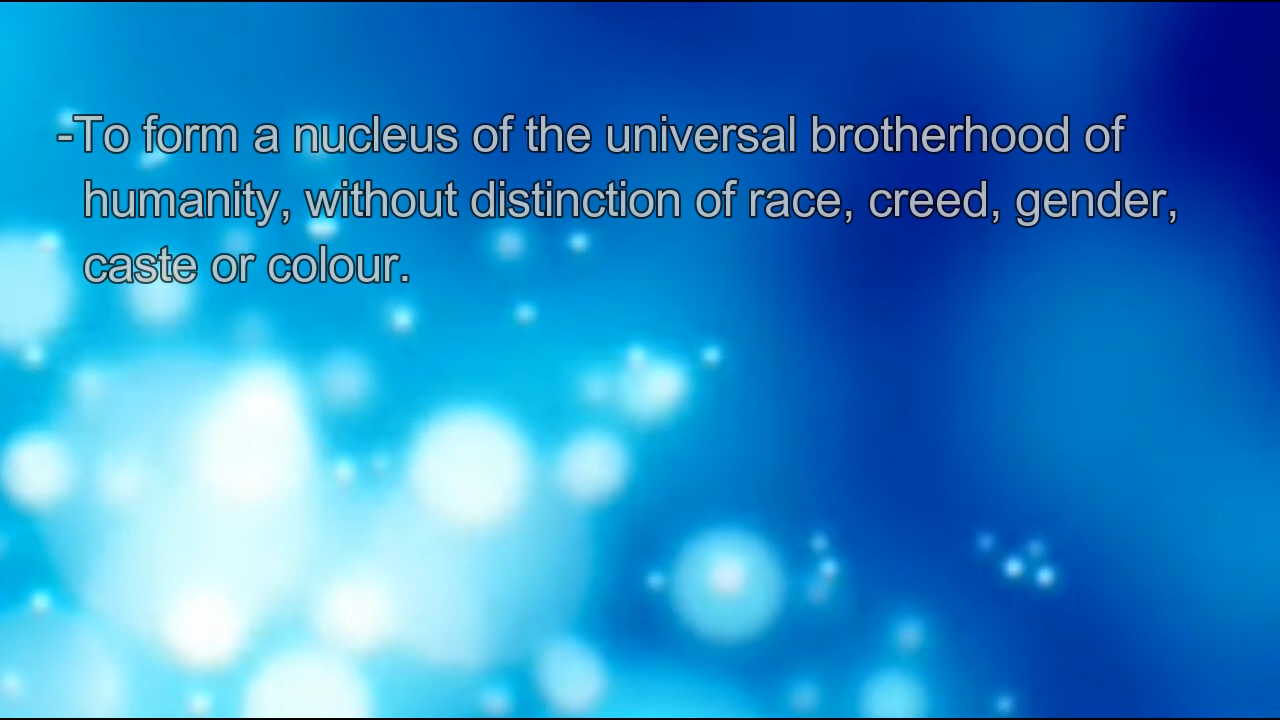 -To form a nucleus of the universal brotherhood of
humanity, without distinction of race, creed, gender,
caste or colour.